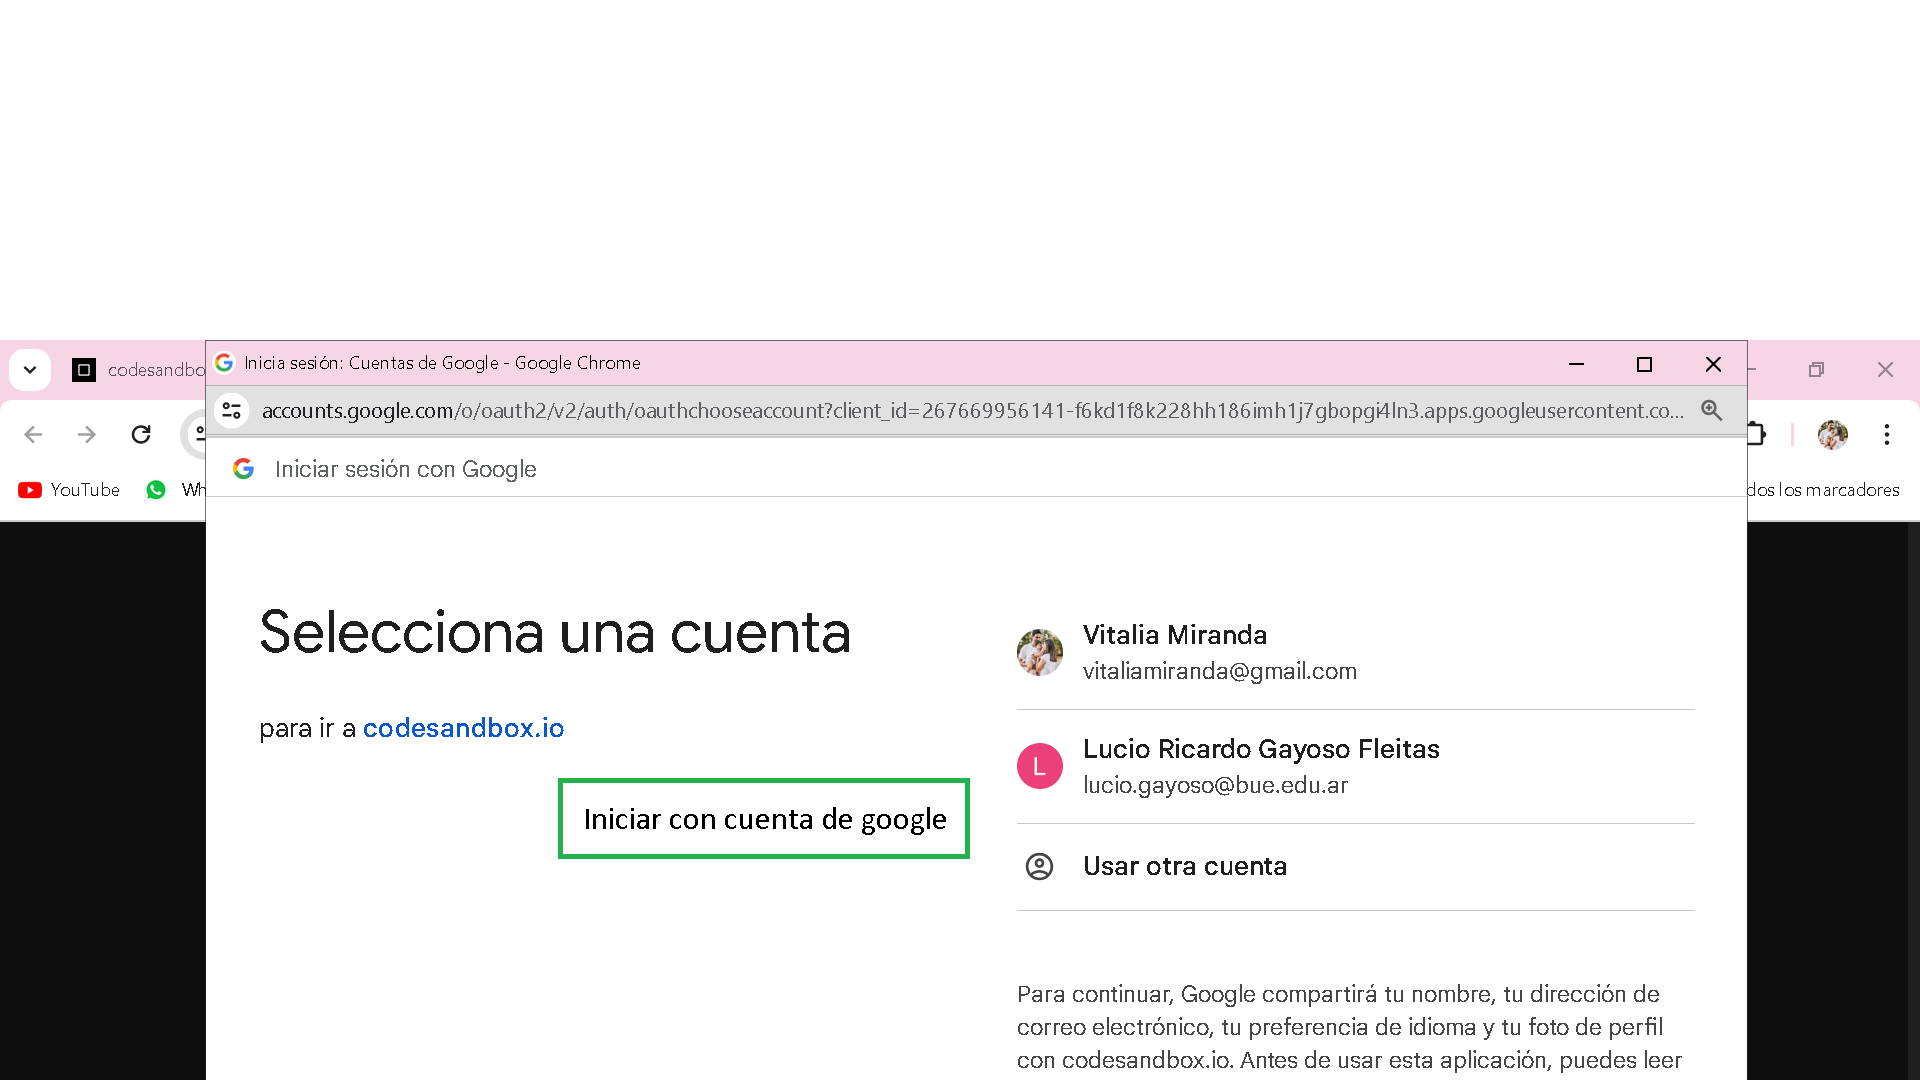 codesandbo
Inicia sesión: Cuentas de Google - Google Chrome
accounts.google.com/o/oauth2/v2/auth/oauthchooseaccount?client_id=267669956141-f6kd1f8k228hh186imh1j7gbopgi4ln3.apps.googleusercontent.co...
YouTube
Wh
dos los marcadores
Iniciar sesión con Google
Selecciona una cuenta
para ir a codesandbox.io
Iniciar con cuenta de google
Vitalia Miranda
vitaliamiranda@gmail.com
L
Lucio Ricardo Gayoso Fleitas
lucio.gayoso@bue.edu.ar
Usar otra cuenta
Para continuar, Google compartirá tu nombre, tu dirección de
correo electrónico, tu preferencia de idioma y tu foto de perfil
con codesandbox.io. Antes de usar esta aplicación, puedes leer